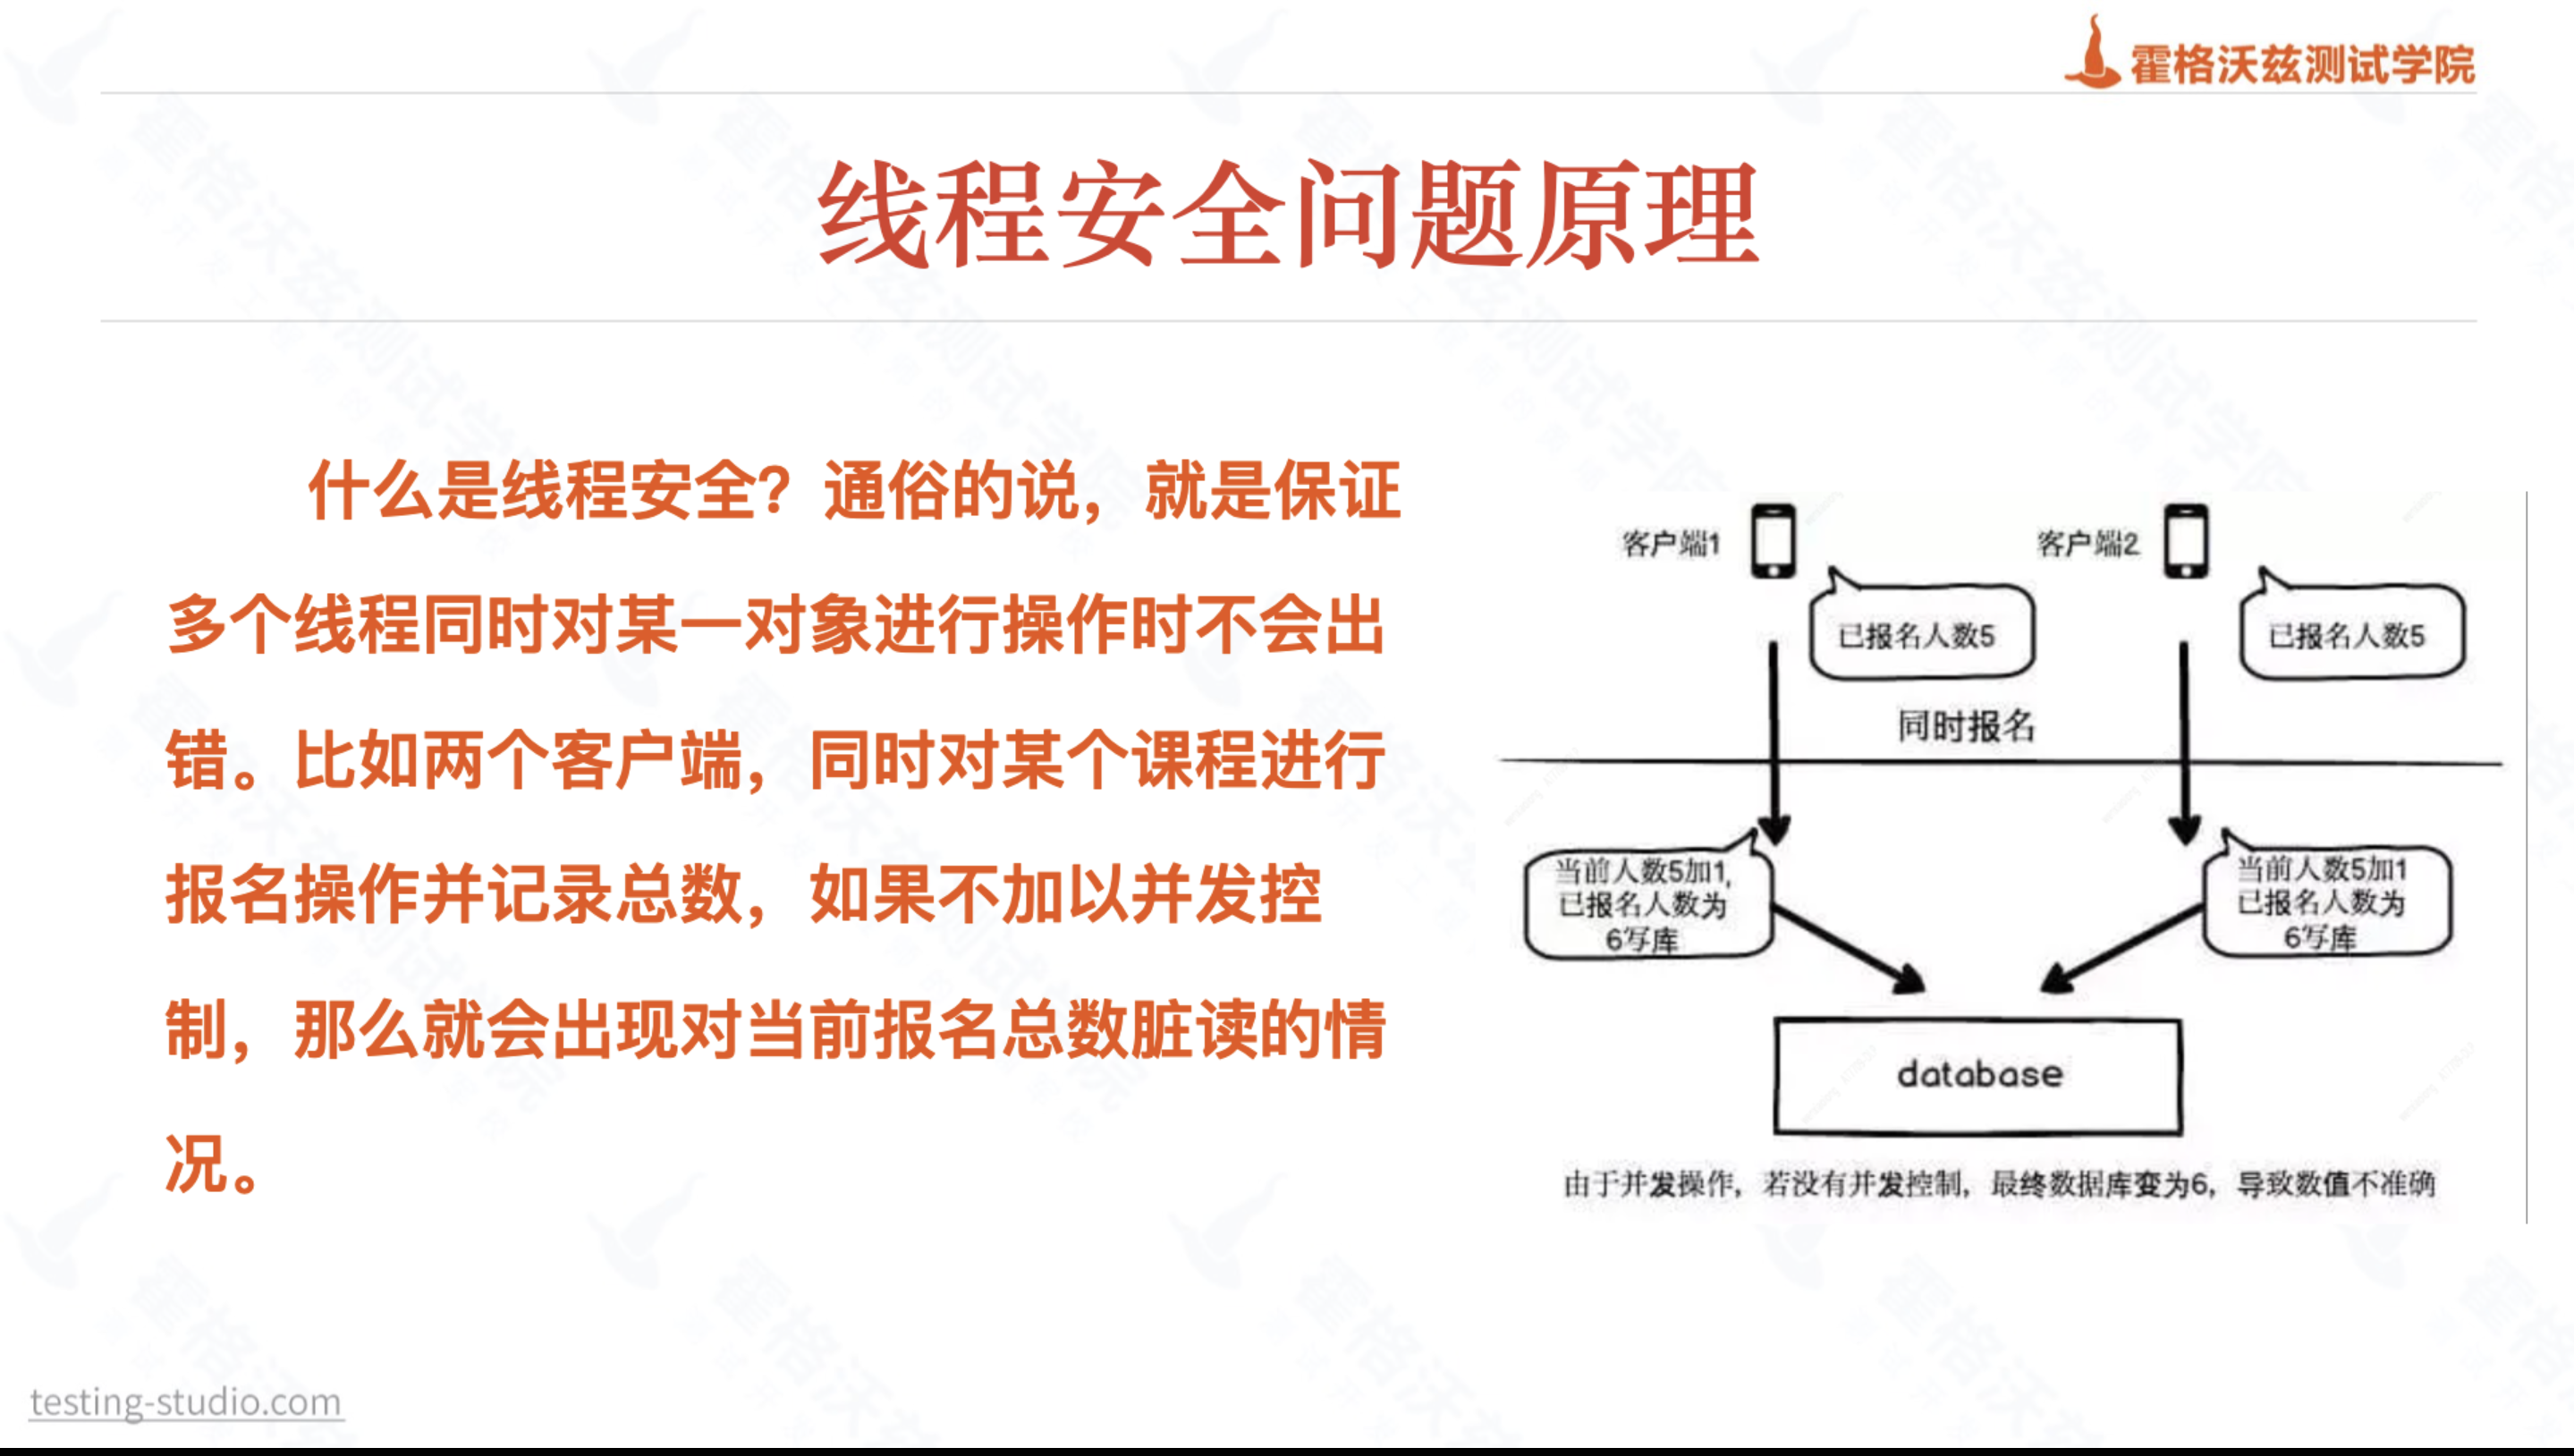 霍格沃兹测试学院
线程安全问题原理
什么是线程安全？通俗的说，就是保证
多个线程同时对某一对象进行操作时不会出
错。比如两个客户端，同时对某个课程进行
报名操作并记录总数，如果不加以并发控
制，那么就会出现对当前报名总数脏读的情
况。
客户端1
客户端2
已报名人数5
已报名人数5
同时报名
当前人数5加1,
已报名人数为
6写库
当前人数5加1
已报名人数为
6写库
database
由于并发操作，若没有并发控制，最终数据库变为6，导致数值不准确
testing-studio.com